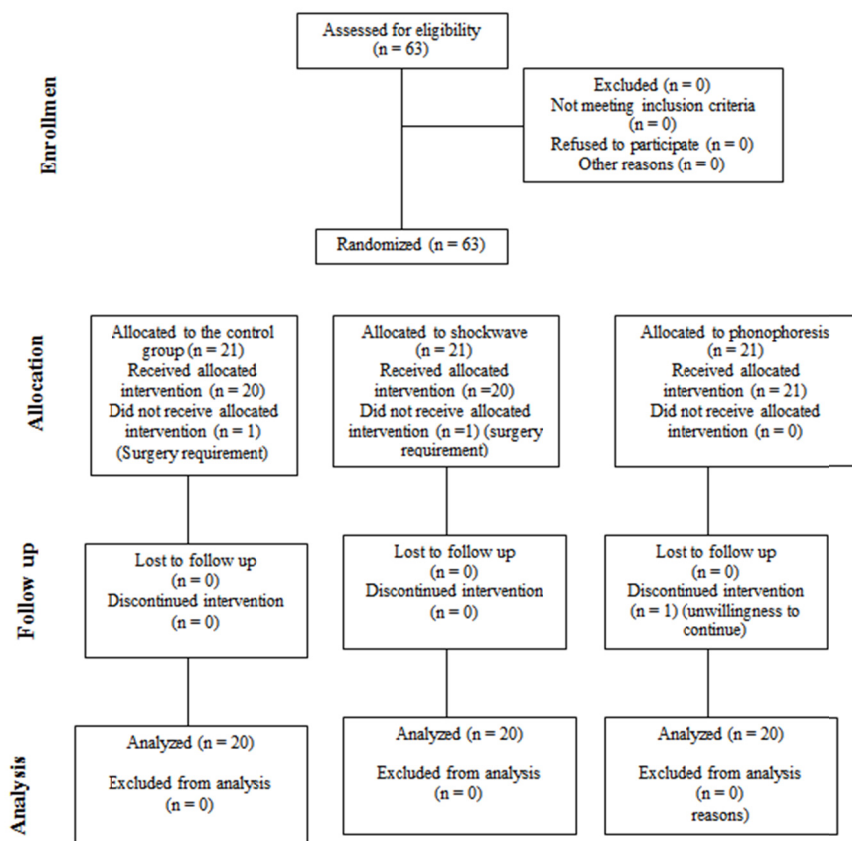 Enrollmen
Assessed for eligibility
(n = 63)
Excluded (n = 0)
Not meeting inclusion criteria
(n = 0)
Refused to participate (n = 0)
Other reasons (n = 0)
Randomized (n = 63)
Allocation
Allocated to the control
group (n = 21)
Received allocated
intervention (n = 20)
Did not receive allocated
intervention (n = 1)
(Surgery requirement)
Allocated to shockwave
(n = 21)
Received allocated
intervention (n =20)
Did not receive allocated
intervention (n =1) (surgery
requirement)
Allocated to phonophoresis
(n = 21)
Received allocated
intervention (n = 21)
Did not receive allocated
intervention (n = 0)
Follow up
Lost to follow up
(n = 0)
Discontinued intervention
(n = 0)
Lost to follow up
(n = 0)
Discontinued intervention
(n = 0)
Lost to follow up
(n = 0)
Discontinued intervention
(n = 1) (unwillingness to
continue)
Analysis
Analyzed (n = 20)
Excluded from analysis
(n = 0)
Analyzed (n = 20)
Excluded from analysis
(n = 0)
Analyzed (n = 20)
Excluded from analysis
(n = 0)
reasons)